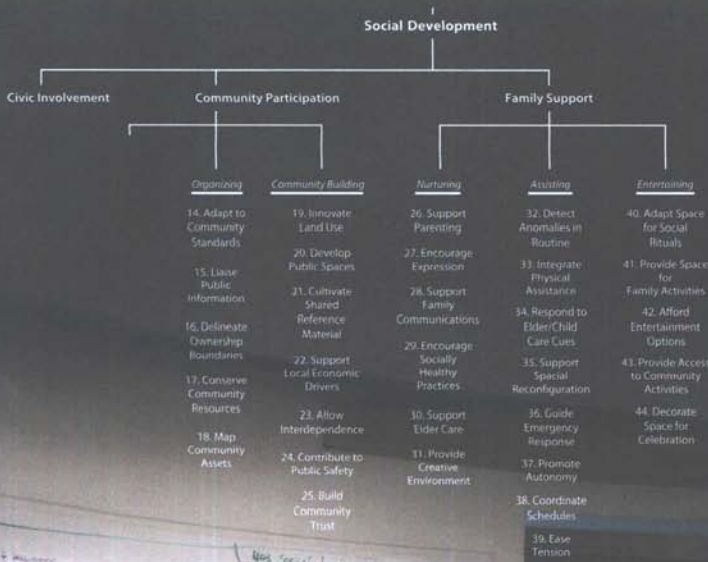 Social Development
Civic Involvement
Community Participation
Family Support
Organizing
14. Adapt to
Community
Standards
15. Liaise
Public
Information
16. Delineate
Ownership
Boundaries
17. Conserve
Community
Resources
18. Map
Community
Assets
Community Building
19. Innovate
Land Use
20. Develop
Public Spaces
21. Cultivate
Shared
Reference
Material
22. Support
Local Economic
Drivers
23. Allow
Interdependence
24. Contribute to
Public Safety
25. Build
Community
Trust
Nurturing
26. Support
Parenting
27. Encourage
Expression
28. Support
Family
Communications
29. Encourage
Socially
Healthy
Practices
30. Support
Elder Care
31. Provide
Creative
Environment
Assisting
32. Detect
Anomalies in
Routine
33. Integrate
Physical
Assistance
34. Respond to
Elder/Child
Care Cues
35. Support
Spacial
Reconfiguration
36. Guide
Emergency
Response
37. Promote
Autonomy
38. Coordinate
Schedules
39. Ease
Tension
Entertaining
40. Adapt Space
for Social
Rituals
41. Provide Space
for
Family Activities
42. Afford
Entertainment
Options
43. Provide Access
to Community
Activities
44. Decorate
Space for
Celebration